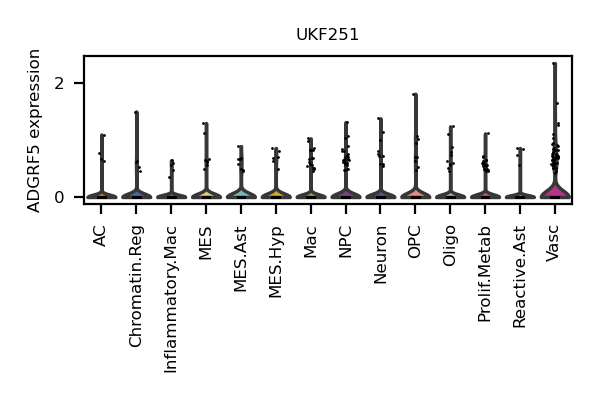 UKF251
ADGRF5 expression
2
0
AC
Chromatin.Reg
Inflammatory.Mac
MES
MES.Ast
MES.Hyp
Mac
NPC
Neuron
OPC
Oligo
Prolif.Metab
Reactive.Ast
Vasc